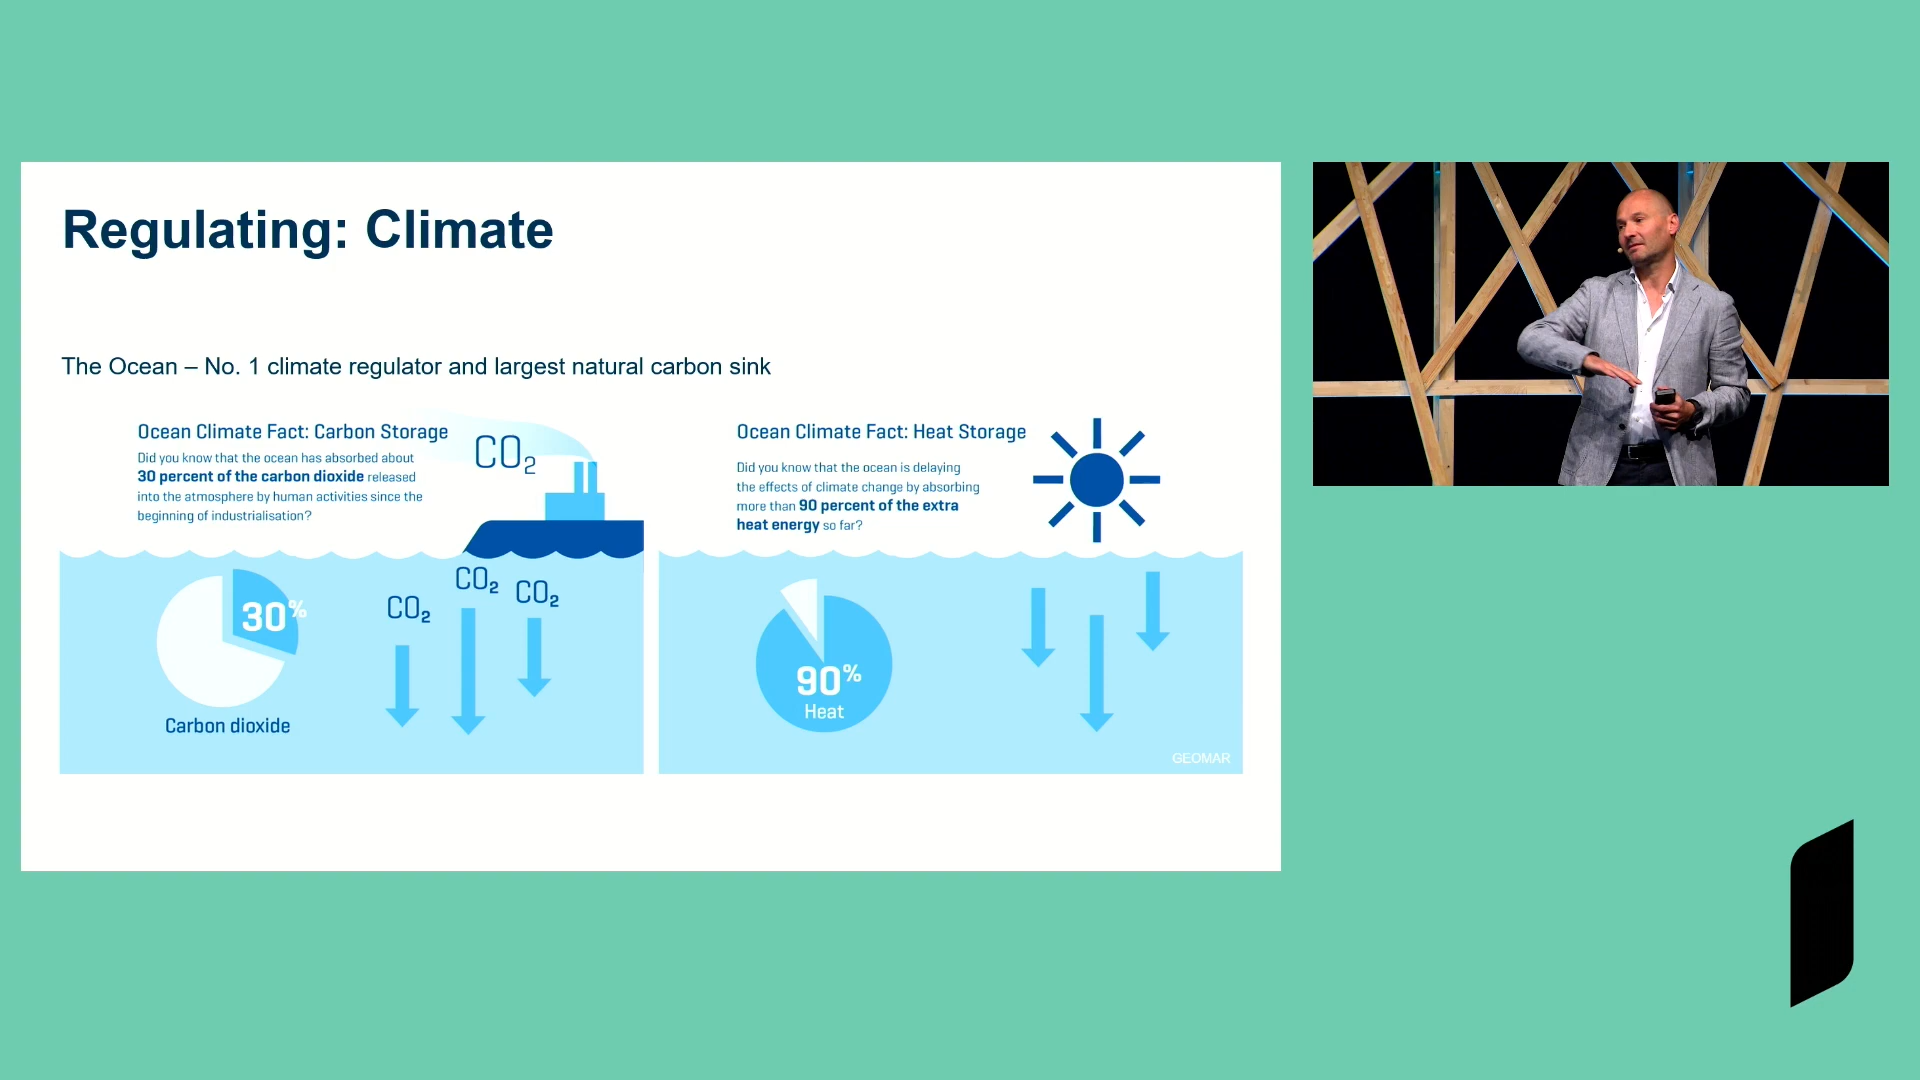 Regulating: Climate
The Ocean – No. 1 climate regulator and largest natural carbon sink
Ocean Climate Fact: Carbon Storage
Did you know that the ocean has absorbed about
30 percent of the carbon dioxide released
into the atmosphere by human activities since the
beginning of industrialisation?
CO₂
CO₂
CO₂
CO₂
30%
Carbon dioxide
Ocean Climate Fact: Heat Storage
Did you know that the ocean is delaying
the effects of climate change by absorbing
more than 90 percent of the extra
heat energy so far?
90%
Heat
GEOMAR